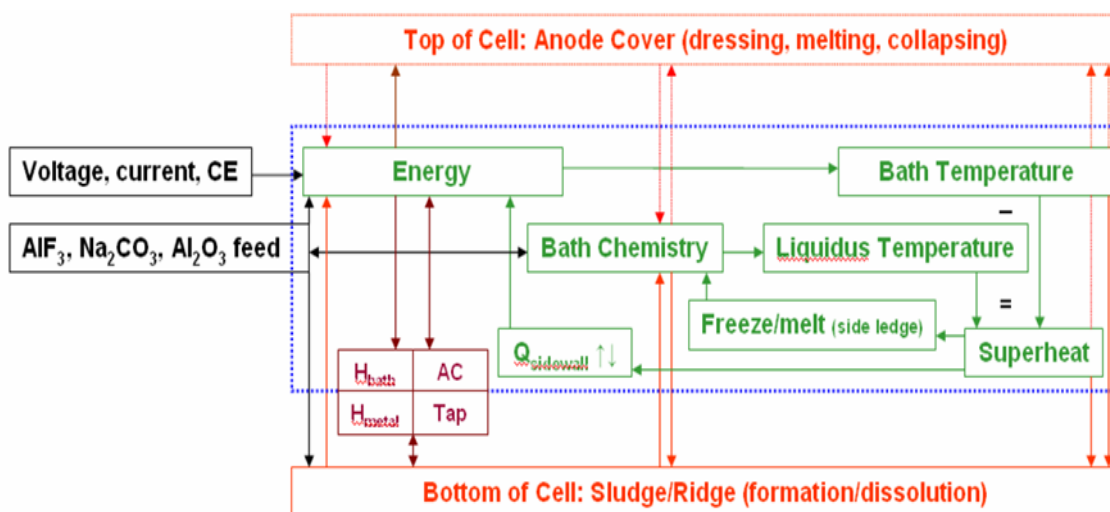 Top of Cell: Anode Cover (dressing, melting, collapsing)
Voltage, current, CE
Energy
Bath Temperature
AlF₃, Na₂CO₃, Al₂O₃ feed
Bath Chemistry
Liquidus Temperature
–
=
Freeze/melt (side ledge)
Superheat
Qsidewall ↑↓
Hbath
AC
Hmetal
Tap
Bottom of Cell: Sludge/Ridge (formation/dissolution)